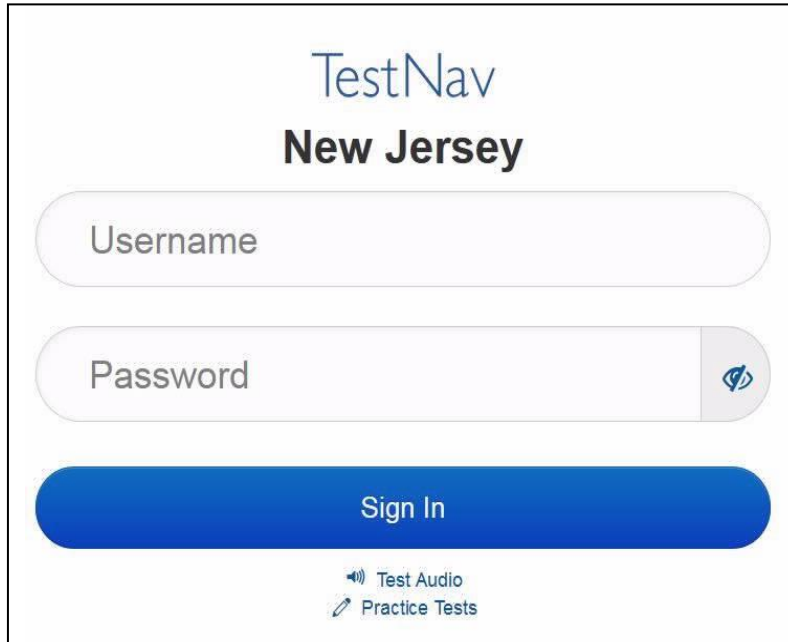 TestNav
New Jersey
Username
Password
Sign In
Test Audio
Practice Tests